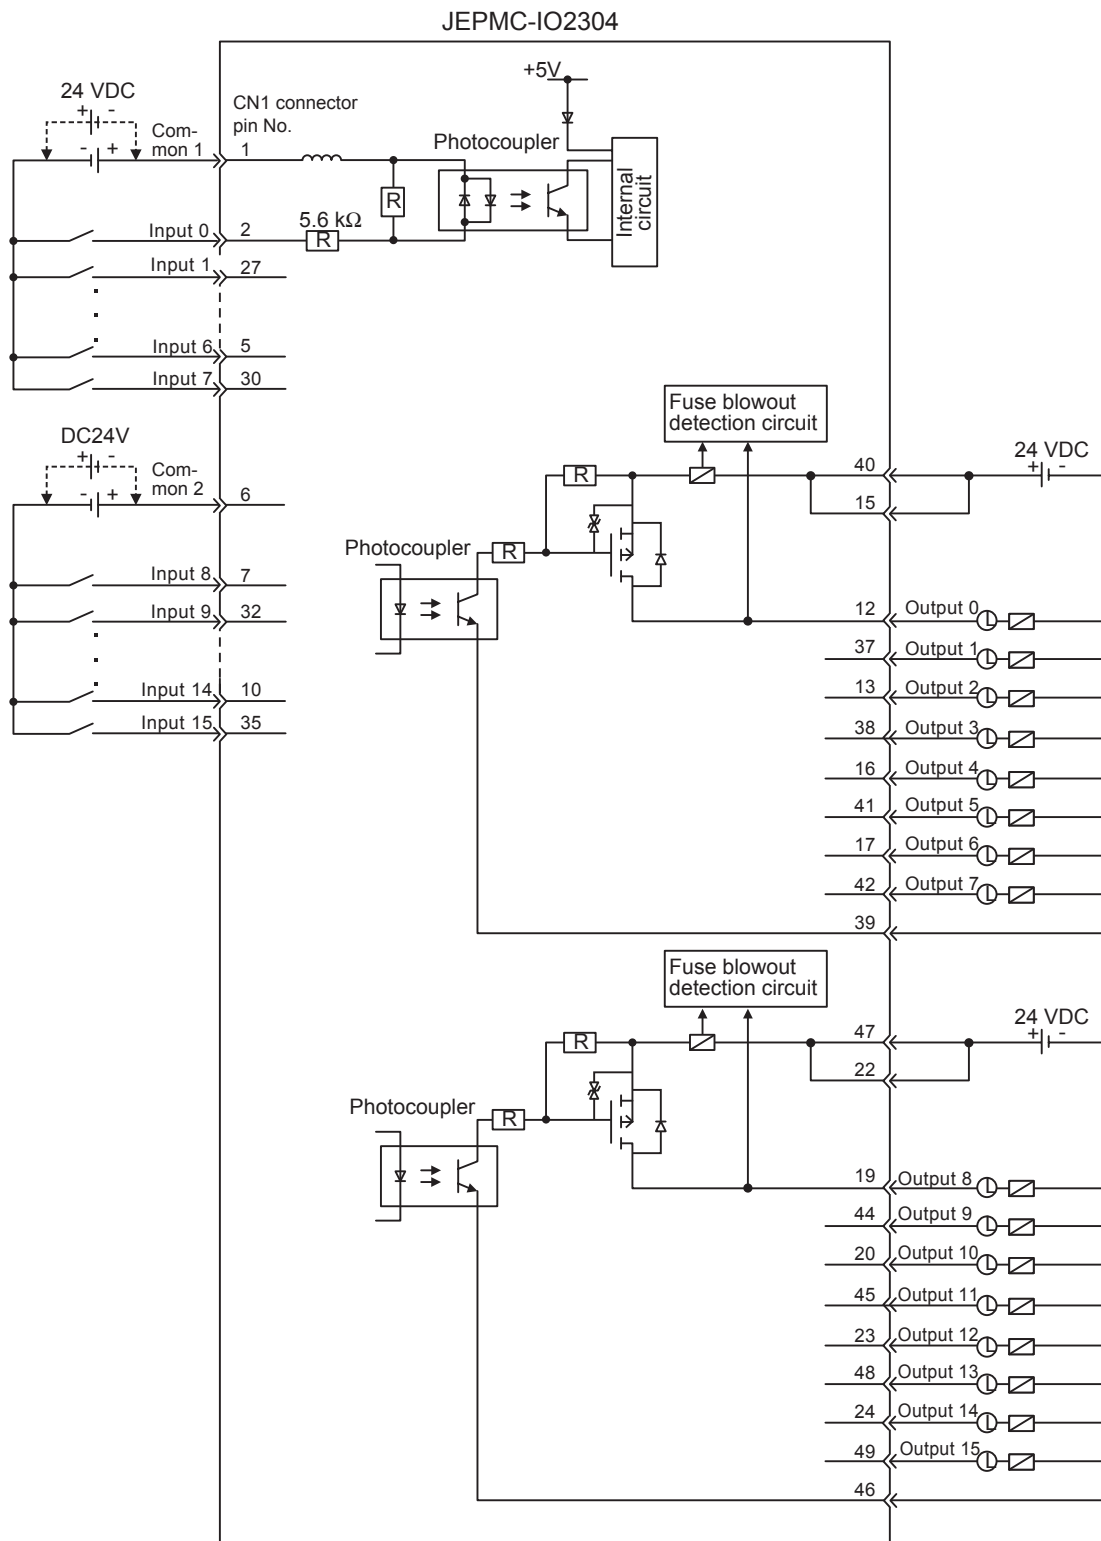 JEPMC-IO2304
+5V
24 VDC
+ -
- +
Com-
mon 1
CN1 connector
pin No.
1
Photocoupler
R
Internal
circuit
5.6 kΩ
R
Input 0 2
Input 1 27
Input 6 5
Input 7 30
DC24V
+ -
- +
Com-
mon 2
6
Input 8 7
Input 9 32
Input 14 10
Input 15 35
Fuse blowout
detection circuit
R
40
24 VDC
+ -
15
Photocoupler
R
12 Output 0 L
37 Output 1 L
13 Output 2 L
38 Output 3 L
16 Output 4 L
41 Output 5 L
17 Output 6 L
42 Output 7 L
39
Fuse blowout
detection circuit
R
47
24 VDC
+ -
22
Photocoupler
R
19 Output 8 L
44 Output 9 L
20 Output 10 L
45 Output 11 L
23 Output 12 L
48 Output 13 L
24 Output 14 L
49 Output 15 L
46